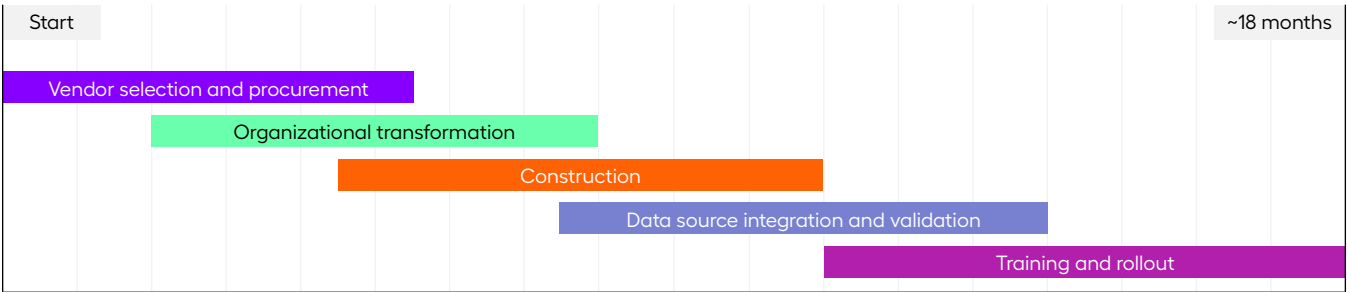 Start
~18 months
Vendor selection and procurement
Organizational transformation
Construction
Data source integration and validation
Training and rollout